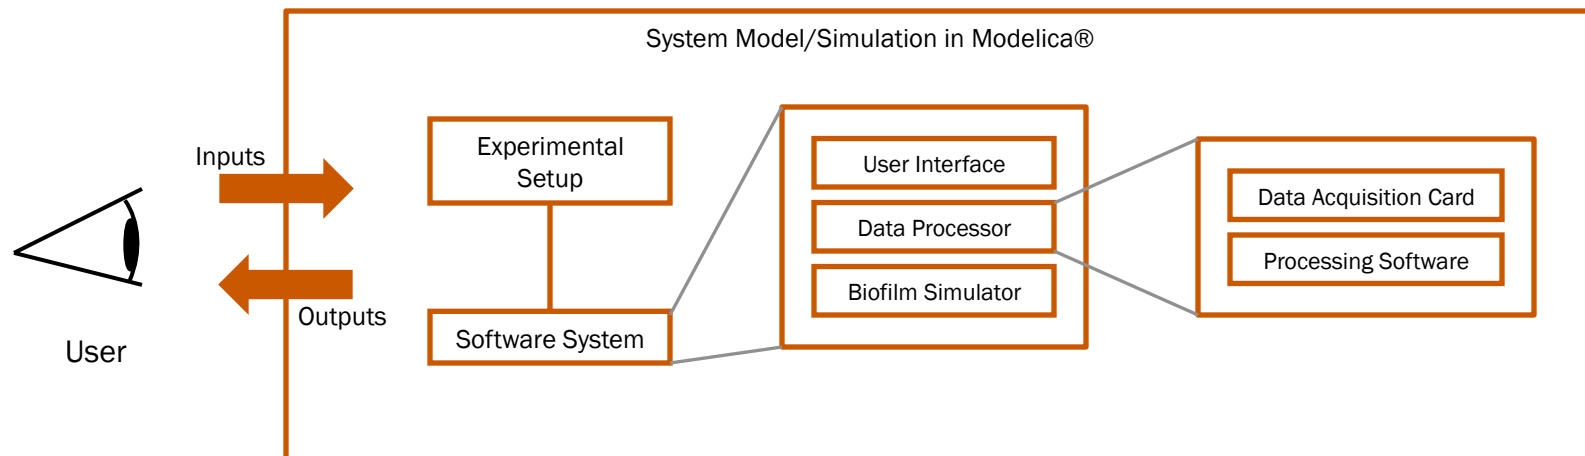 System Model/Simulation in Modelica®
Inputs
Outputs
User
Experimental
Setup
Software System
User Interface
Data Processor
Biofilm Simulator
Data Acquisition Card
Processing Software